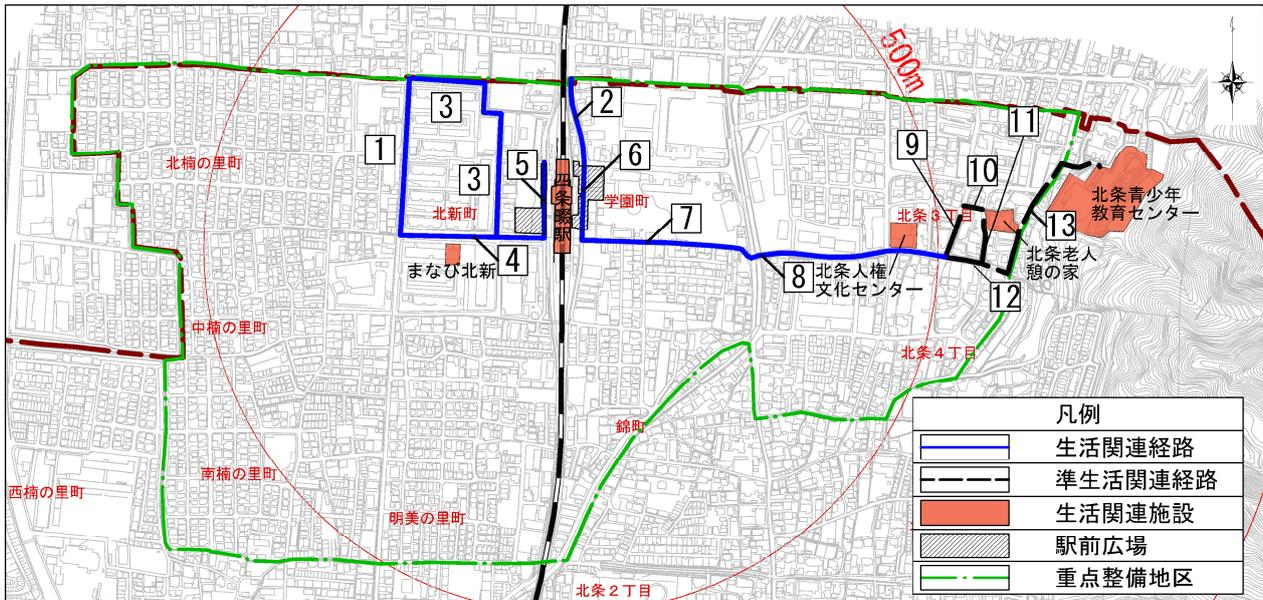 500m
2
3
11
1
9
10
5
6
北楠の里町
四条畷駅
3
北新町
学園町
北条３丁目
北条青少年
教育センター
7
13
4
まなび北新
8
北条人権
文化センター
北条老人
憩の家
12
中楠の里町
北条４丁目
錦町
南楠の里町
西楠の里町
明美の里町
北条２丁目
凡例
生活関連経路
準生活関連経路
生活関連施設
駅前広場
重点整備地区